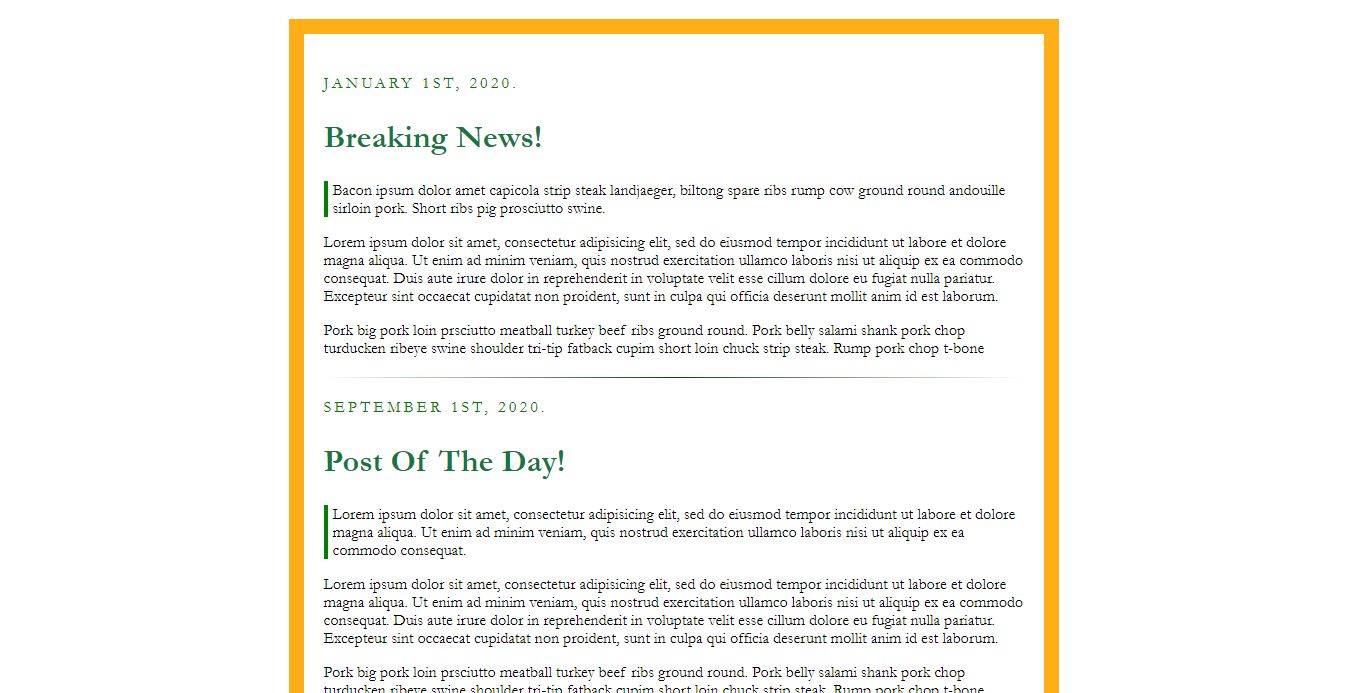 JANUARY 1ST, 2020.
Breaking News!
Bacon ipsum dolor amet capicola strip steak landjaeger, biltong spare ribs rump cow ground round andouille
sirloin pork. Short ribs pig prosciutto swine.
Lorem ipsum dolor sit amet, consectetur adipisicing elit, sed do eiusmod tempor incididunt ut labore et dolore
magna aliqua. Ut enim ad minim veniam, quis nostrud exercitation ullamco laboris nisi ut aliquip ex ea commodo
consequat. Duis aute irure dolor in reprehenderit in voluptate velit esse cillum dolore eu fugiat nulla pariatur.
Excepteur sint occaecat cupidatat non proident, sunt in culpa qui officia deserunt mollit anim id est laborum.
Pork big pork loin prsciutto meatball turkey beef ribs ground round. Pork belly salami shank pork chop
turducken ribeye swine shoulder tri-tip fatback cupim short loin chuck strip steak. Rump pork chop t-bone
SEPTEMBER 1ST, 2020.
Post Of The Day!
Lorem ipsum dolor sit amet, consectetur adipisicing elit, sed do eiusmod tempor incididunt ut labore et dolore
magna aliqua. Ut enim ad minim veniam, quis nostrud exercitation ullamco laboris nisi ut aliquip ex ea
commodo consequat.
Lorem ipsum dolor sit amet, consectetur adipisicing elit, sed do eiusmod tempor incididunt ut labore et dolore
magna aliqua. Ut enim ad minim veniam, quis nostrud exercitation ullamco laboris nisi ut aliquip ex ea commodo
consequat. Duis aute irure dolor in reprehenderit in voluptate velit esse cillum dolore eu fugiat nulla pariatur.
Excepteur sint occaecat cupidatat non proident, sunt in culpa qui officia deserunt mollit anim id est laborum.
Pork big pork loin prsciutto meatball turkey beef ribs ground round. Pork belly salami shank pork chop
turducken ribeye swine shoulder tri-tip fatback cupim short loin chuck strip steak. Rump pork chop t-bone